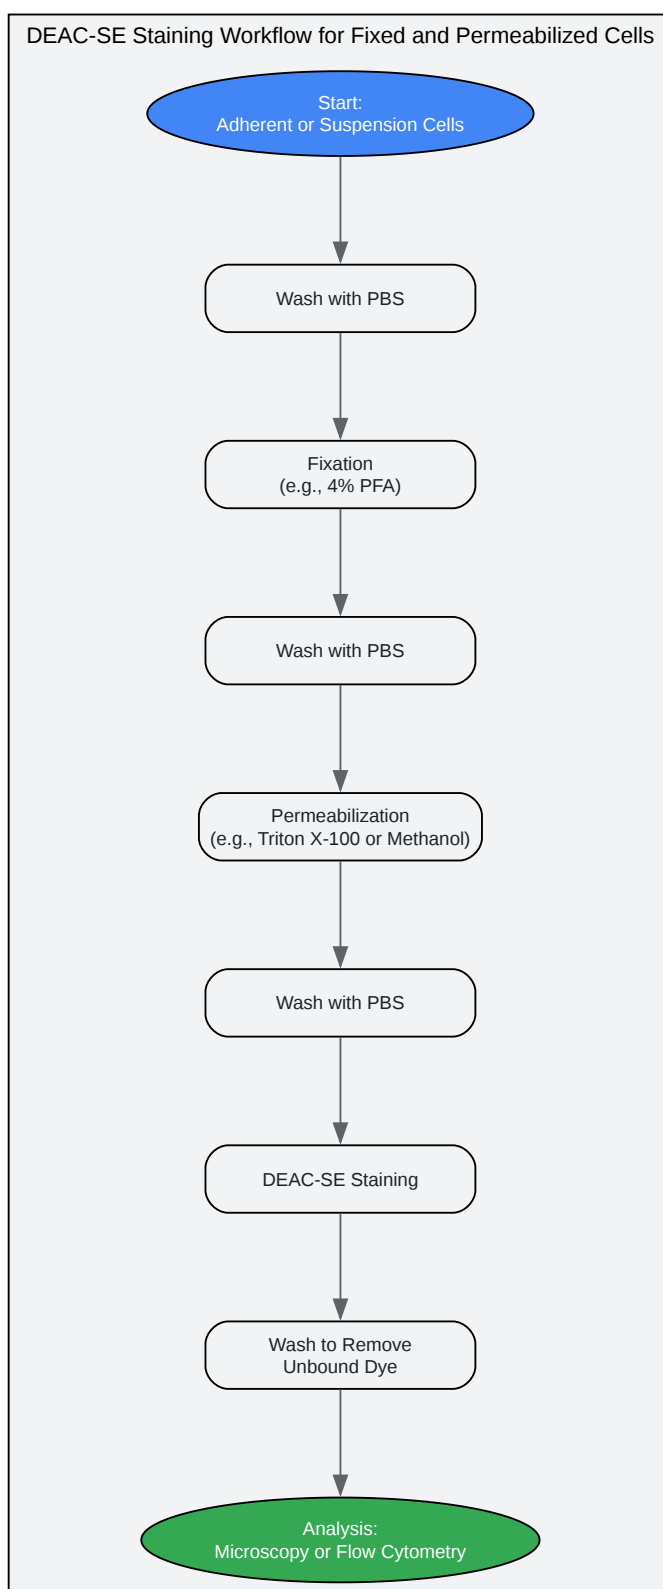 DEAC-SE Staining Workflow for Fixed and Permeabilized Cells
Start:
Adherent or Suspension Cells
Wash with PBS
Fixation
(e.g., 4% PFA)
Wash with PBS
Permeabilization
(e.g., Triton X-100 or Methanol)
Wash with PBS
DEAC-SE Staining
Wash to Remove
Unbound Dye
Analysis:
Microscopy or Flow Cytometry